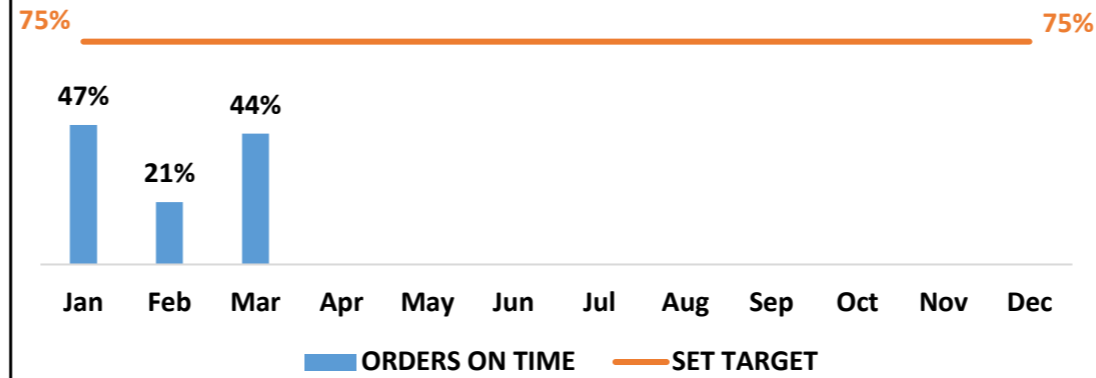 75%
75%
47%
44%
21%
Jan Feb Mar Apr May Jun Jul Aug Sep Oct Nov Dec
ORDERS ON TIME SET TARGET